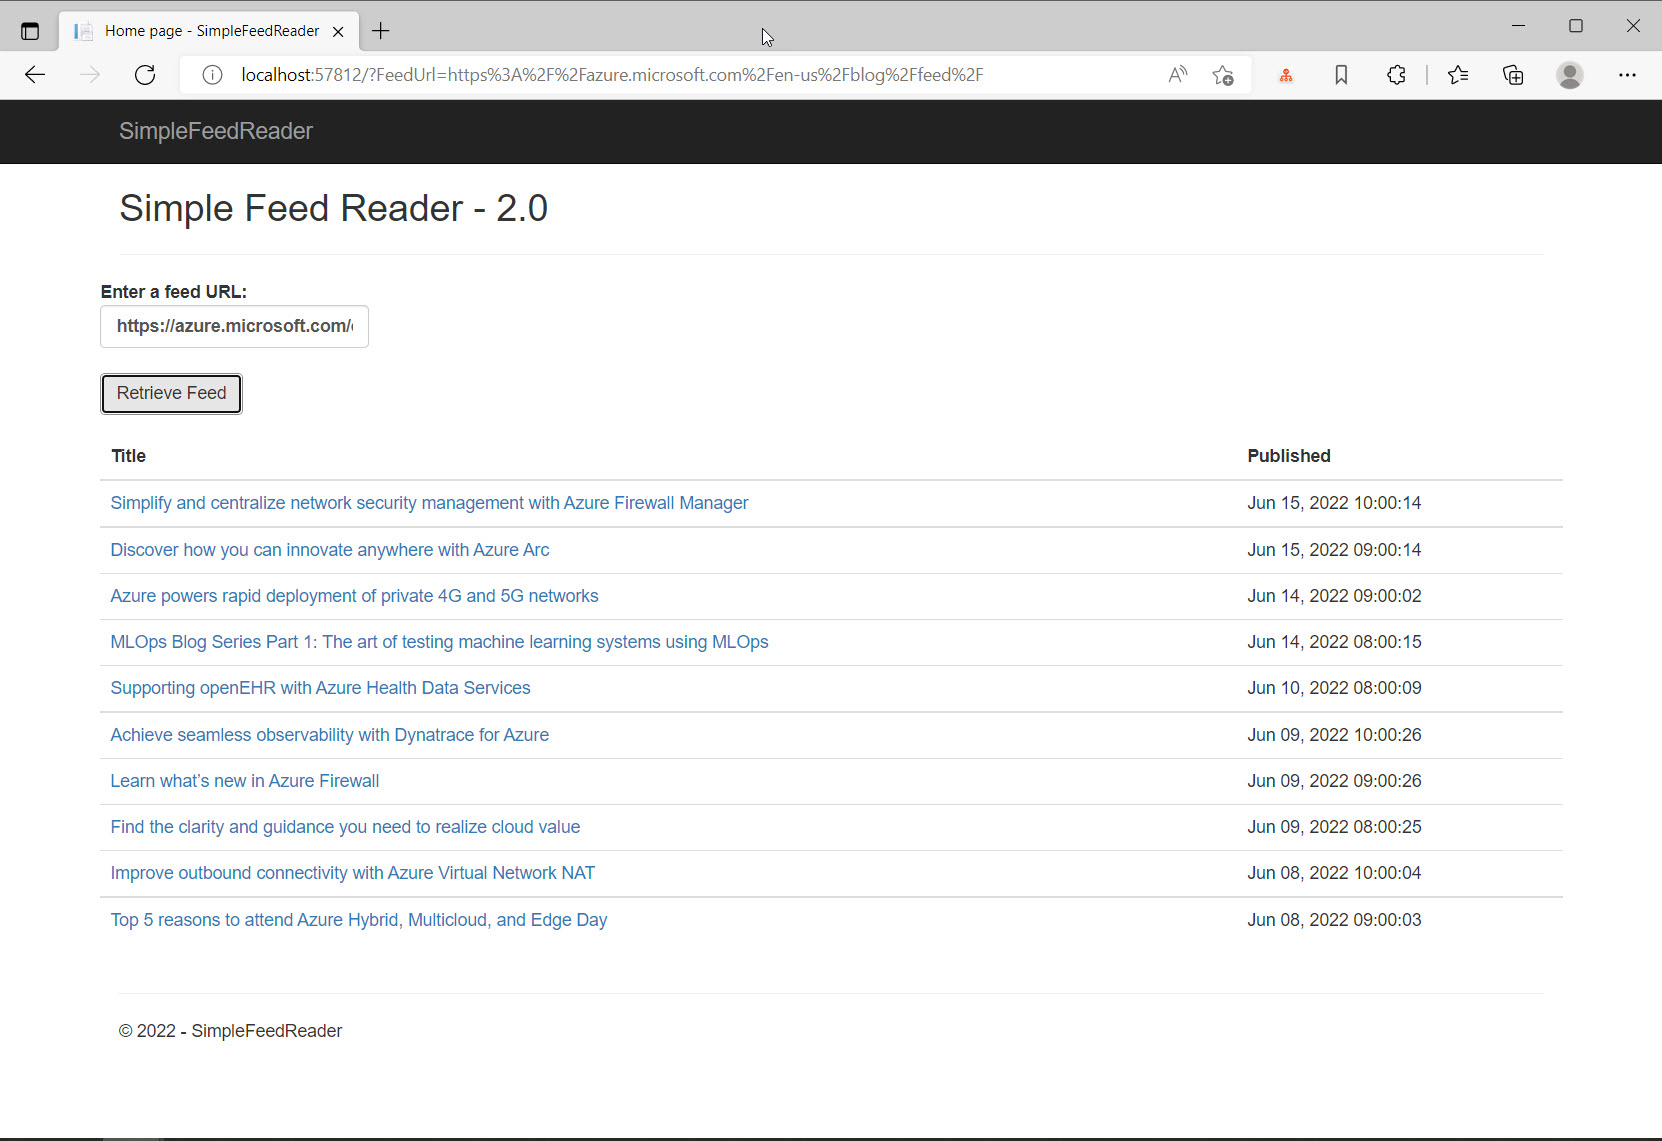 Home page - SimpleFeedReader
localhost:57812/?FeedUrl=https%3A%2F%2Fazure.microsoft.com%2Fen-us%2Fblog%2Ffeed%2F
SimpleFeedReader
Simple Feed Reader - 2.0
Enter a feed URL:
https://azure.microsoft.com/
Retrieve Feed
Title Published
Simplify and centralize network security management with Azure Firewall Manager Jun 15, 2022 10:00:14
Discover how you can innovate anywhere with Azure Arc Jun 15, 2022 09:00:14
Azure powers rapid deployment of private 4G and 5G networks Jun 14, 2022 09:00:02
MLOps Blog Series Part 1: The art of testing machine learning systems using MLOps Jun 14, 2022 08:00:15
Supporting openEHR with Azure Health Data Services Jun 10, 2022 08:00:09
Achieve seamless observability with Dynatrace for Azure Jun 09, 2022 10:00:26
Learn what’s new in Azure Firewall Jun 09, 2022 09:00:26
Find the clarity and guidance you need to realize cloud value Jun 09, 2022 08:00:25
Improve outbound connectivity with Azure Virtual Network NAT Jun 08, 2022 10:00:04
Top 5 reasons to attend Azure Hybrid, Multicloud, and Edge Day Jun 08, 2022 09:00:03
© 2022 - SimpleFeedReader